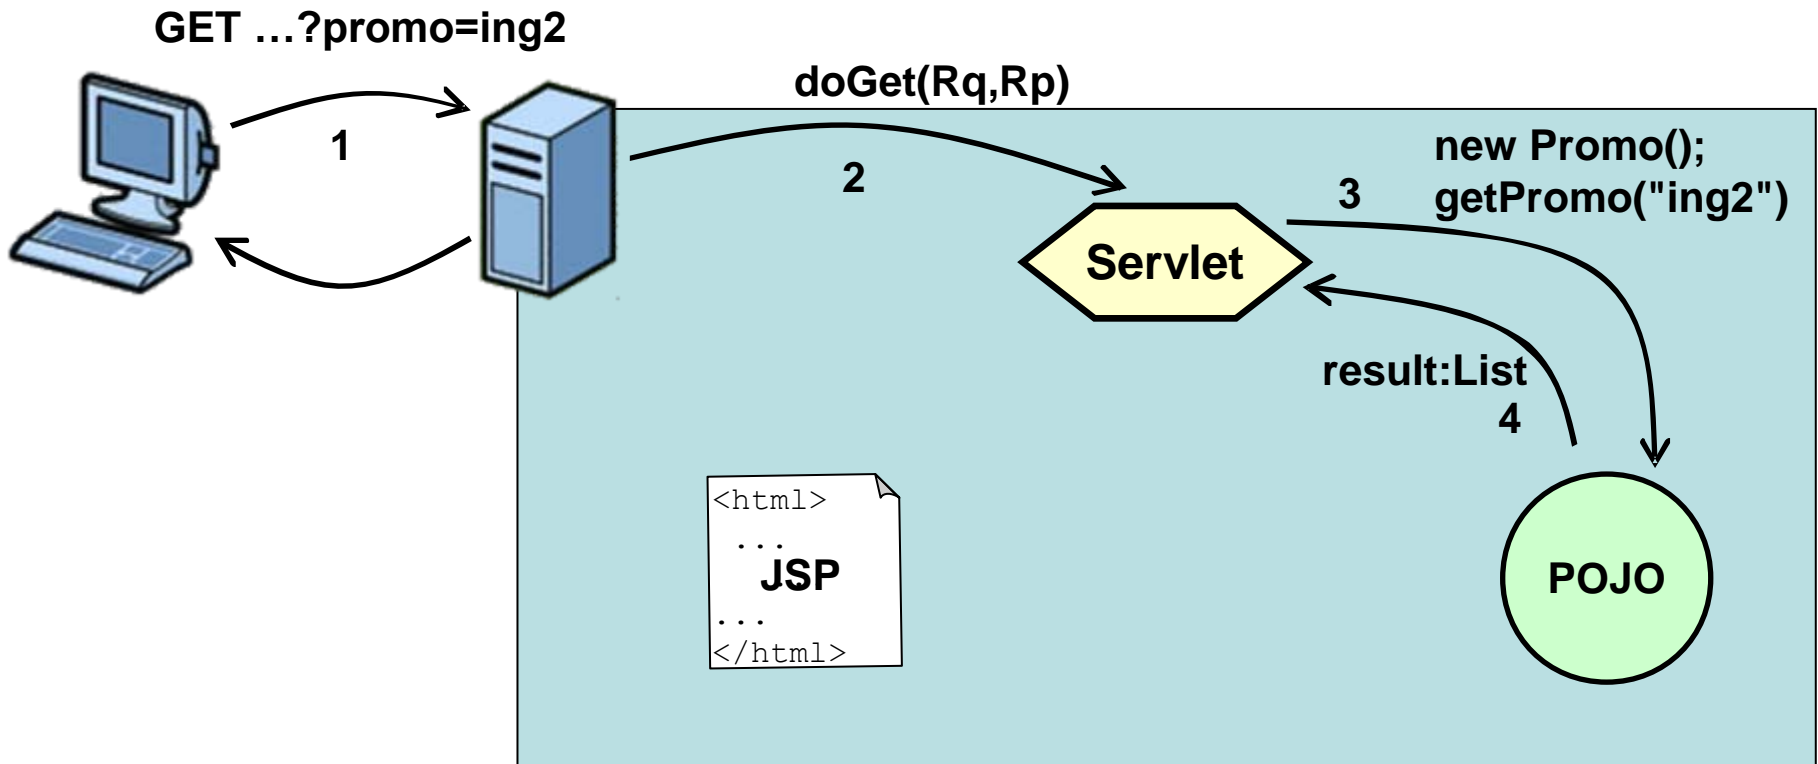 GET …?promo=ing2
doGet(Rq,Rp)
1
2
new Promo();
3
getPromo("ing2")
Servlet
result:List
4
<html>
...
JSP
...
</html>
POJO